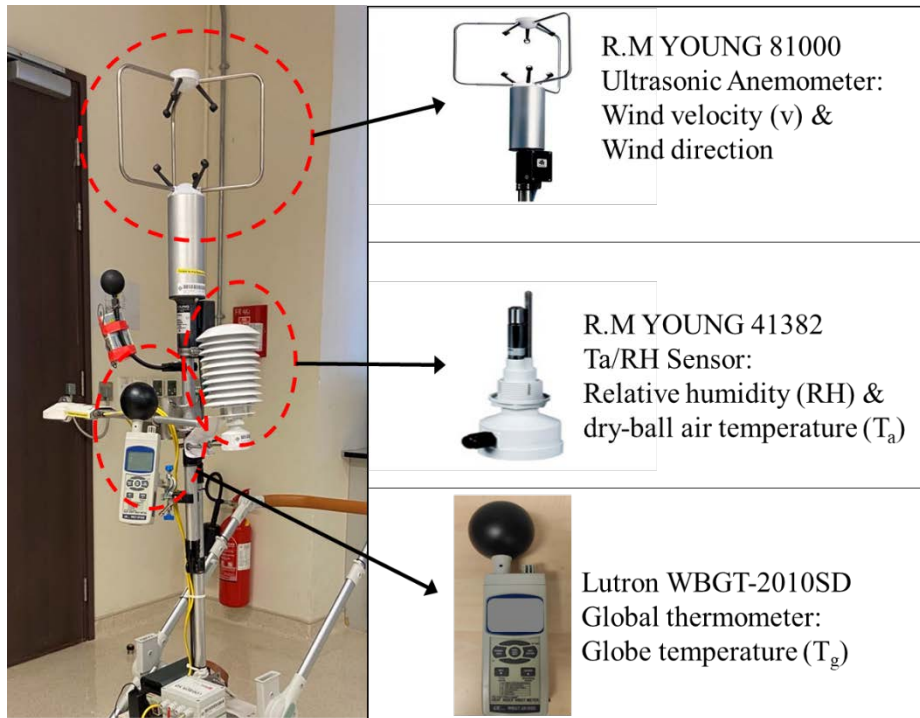 R.M YOUNG 81000
Ultrasonic Anemometer:
Wind velocity (v) &
Wind direction
R.M YOUNG 41382
Ta/RH Sensor:
Relative humidity (RH) &
dry-ball air temperature (Tₐ)
Lutron WBGT-2010SD
Global thermometer:
Globe temperature (T_g)